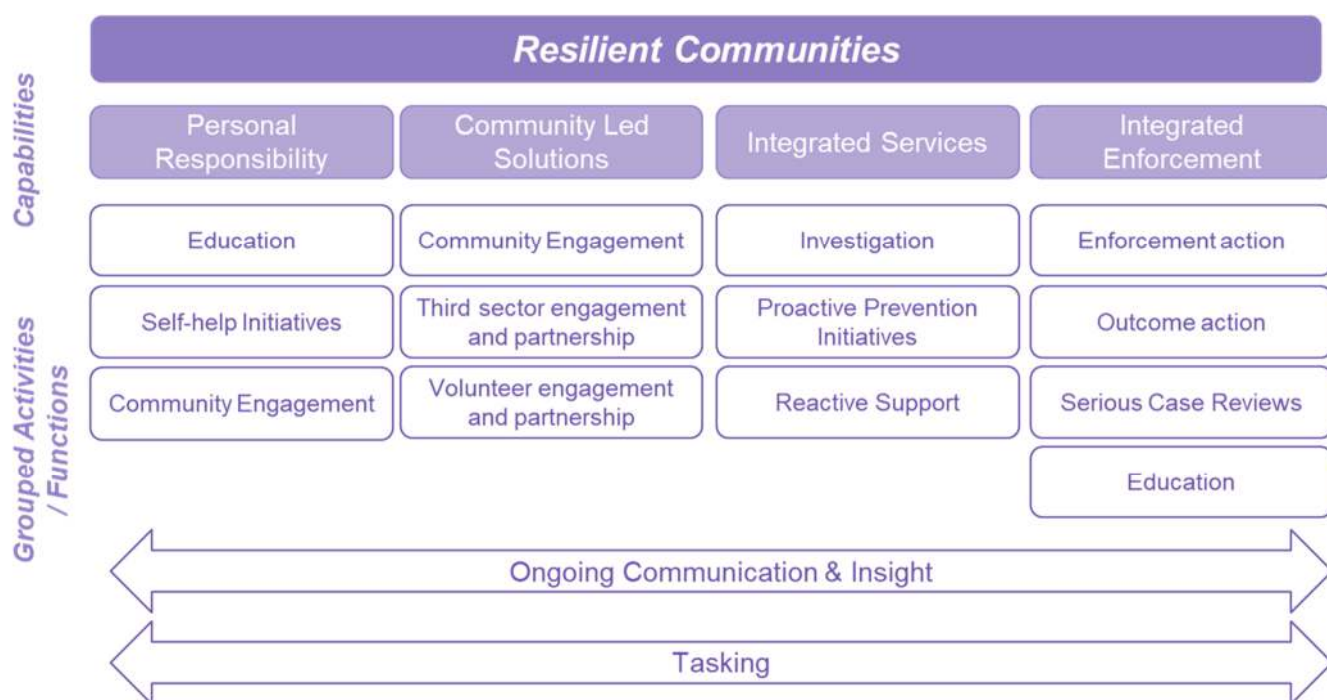 Resilient Communities
Capabilities
Personal
Responsibility
Community Led
Solutions
Integrated Services
Integrated
Enforcement
Grouped Activities
/ Functions
Education
Community Engagement
Investigation
Enforcement action
Self-help Initiatives
Third sector engagement
and partnership
Proactive Prevention
Initiatives
Outcome action
Community Engagement
Volunteer engagement
and partnership
Reactive Support
Serious Case Reviews
Education
Ongoing Communication & Insight
Tasking